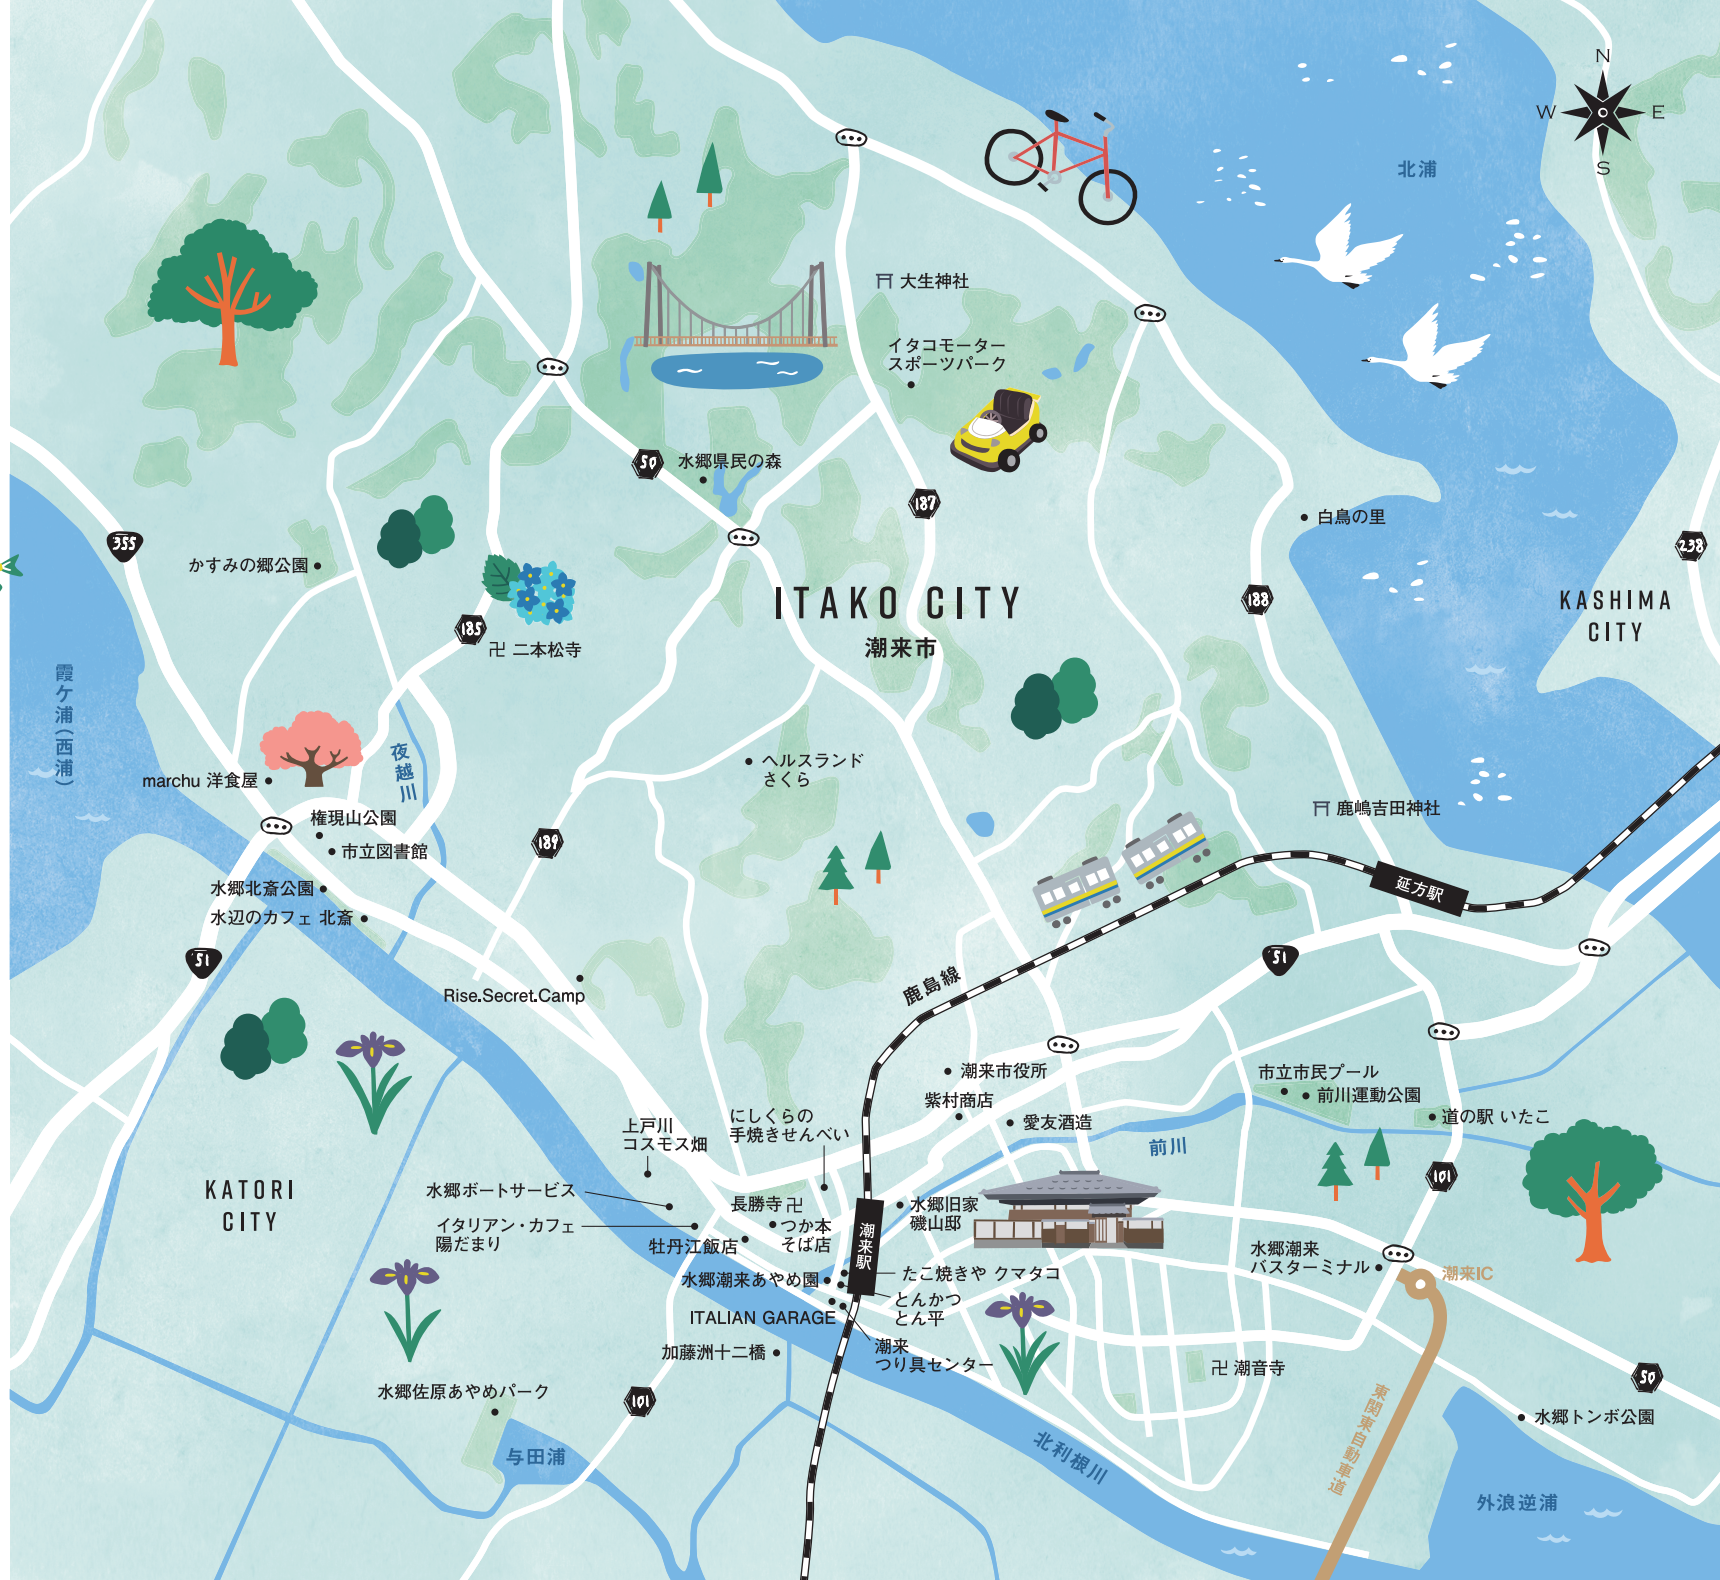 N
W
E
S
北浦
大生神社
イタコモーター
スポーツパーク
50
水郷県民の森
187
白鳥の里
355
238
かすみの郷公園
ITAKO CITY
潮来市
188
KASHIMA
CITY
185
卍 二本松寺
霞ケ浦(西浦)
夜越川
ヘルスランド
さくら
marchu 洋食屋
権現山公園
鹿嶋吉田神社
189
市立図書館
水郷北斎公園
延方駅
水辺のカフェ 北斎
51
51
鹿島線
Rise.Secret.Camp
潮来市役所
市立市民プール
紫村商店
前川運動公園
にしくらの
手焼きせんべい
上戸川
コスモス畑
愛友酒造
道の駅 いたこ
前川
101
KATORI
CITY
水郷ボートサービス
長勝寺 卍
水郷旧家
磯山邸
イタリアン・カフェ
陽だまり
つか本
そば店
牡丹江飯店
潮来駅
水郷潮来
バスターミナル
水郷潮来あやめ園
たこ焼きや クマタコ
潮来IC
とんかつ
とん平
ITALIAN GARAGE
加藤洲十二橋
潮来
つり具センター
卍 潮音寺
50
水郷佐原あやめパーク
101
東関東自動車道
水郷トンボ公園
与田浦
北利根川
外浪逆浦